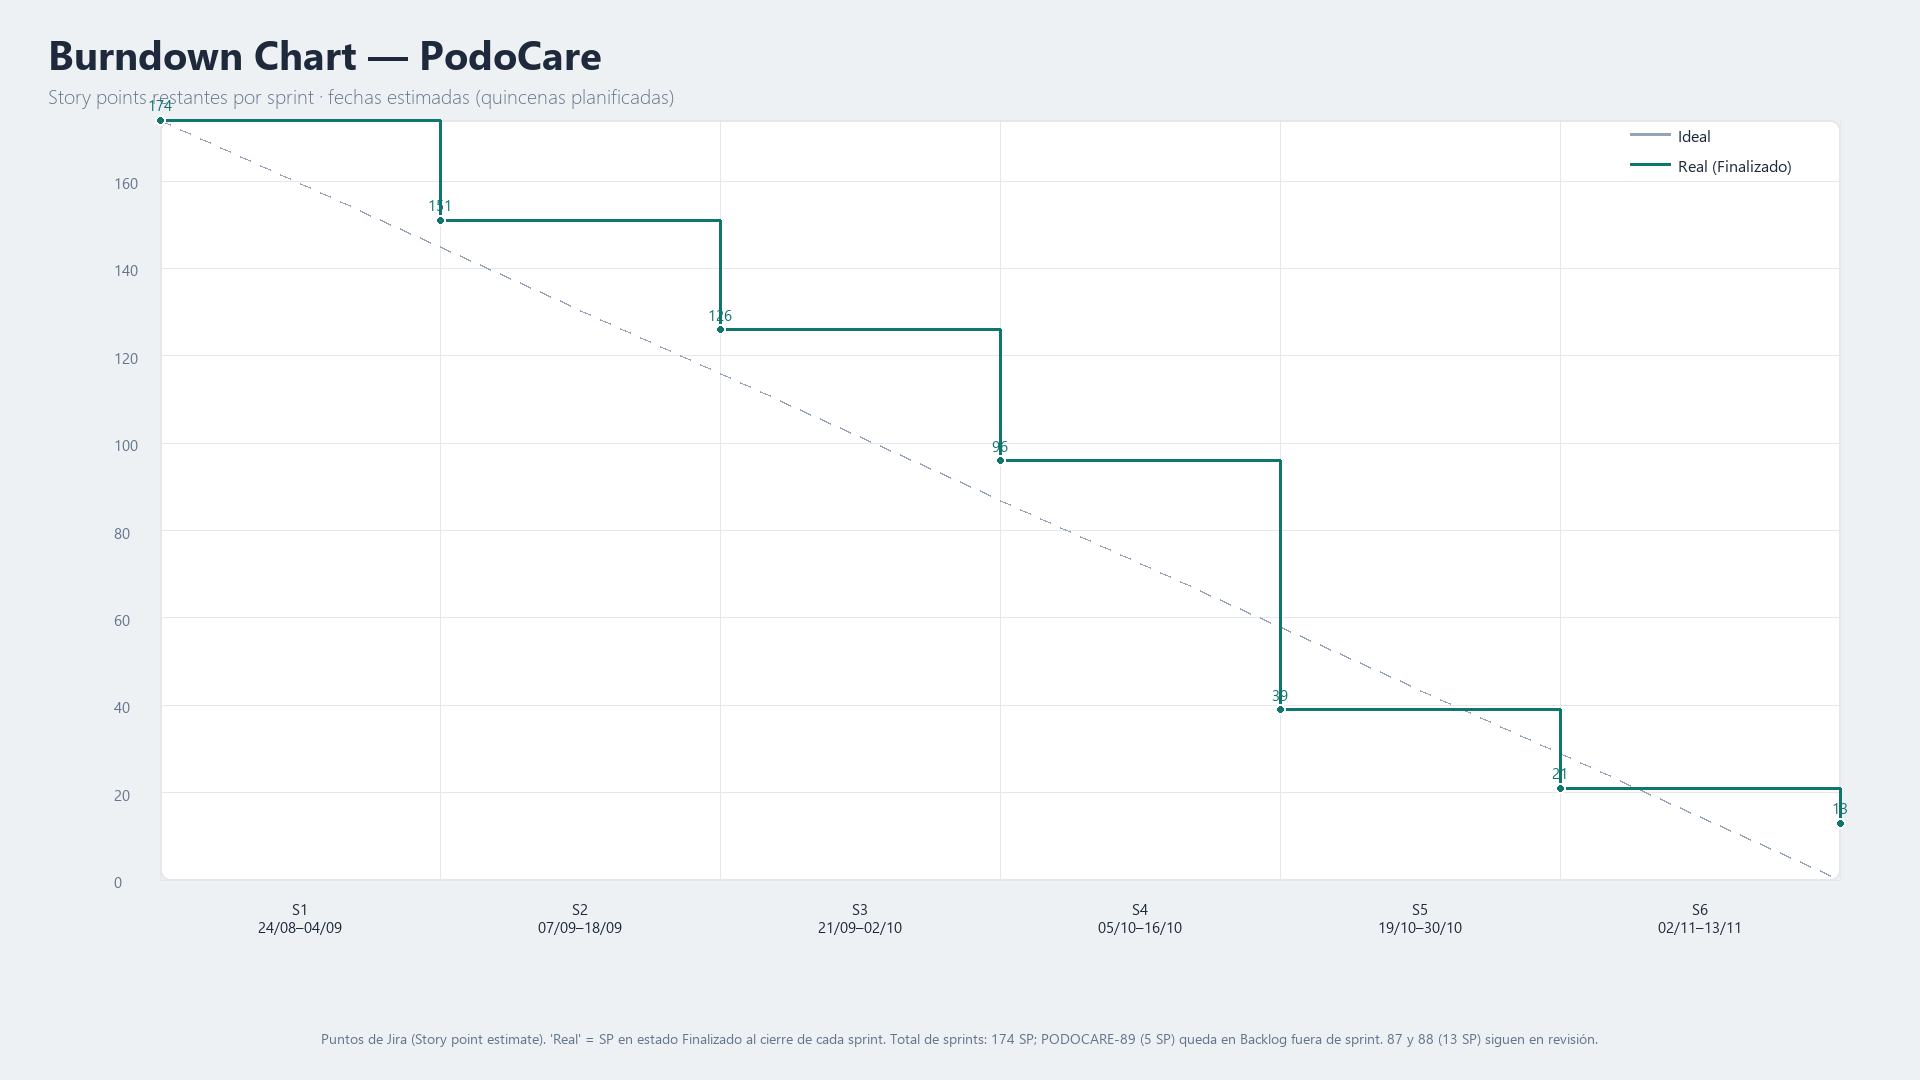 Burndown Chart — PodoCare
Story points restantes por sprint · fechas estimadas (quincenas planificadas)
174
Ideal
Real (Finalizado)
160
151
140
126
120
100
96
80
60
39
40
21
20
13
0
S1
24/08–04/09
S2
07/09–18/09
S3
21/09–02/10
S4
05/10–16/10
S5
19/10–30/10
S6
02/11–13/11
Puntos de Jira (Story point estimate). 'Real' = SP en estado Finalizado al cierre de cada sprint. Total de sprints: 174 SP; PODOCARE-89 (5 SP) queda en Backlog fuera de sprint. 87 y 88 (13 SP) siguen en revisión.